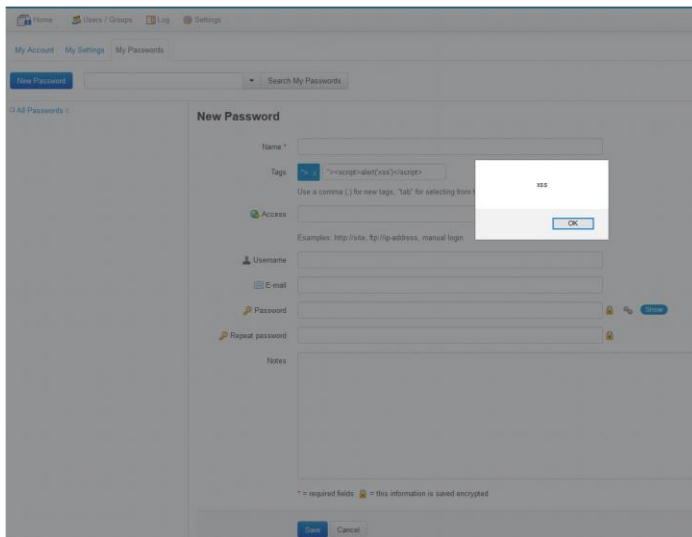 Home Users / Groups Log Settings
My Account My Settings My Passwords
New Password Search My Passwords
All Passwords
New Password
Name *
Tags "> x "><script>alert('xss')</script>
Use a comma (,) for new tags, "tab" for selecting from
xss
OK
Access
Examples: http://site, ftp://ip-address, manual login
Username
E-mail
Password Show
Repeat password
Notes
* = required fields = this information is saved encrypted
Save Cancel